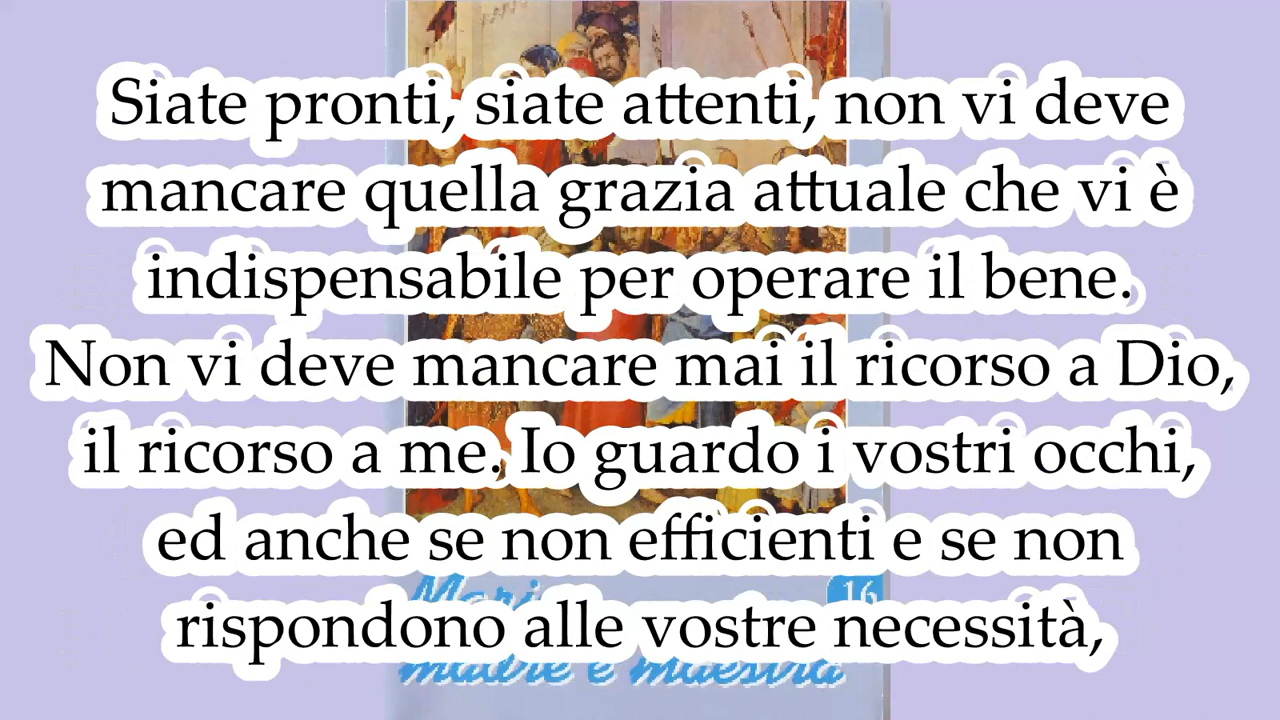 Siate pronti, siate attenti, non vi deve
mancare quella grazia attuale che vi è
indispensabile per operare il bene.
Non vi deve mancare mai il ricorso a Dio,
il ricorso a me. Io guardo i vostri occhi,
ed anche se non efficienti e se non
16
rispondono alle vostre necessità,
madre e maestra